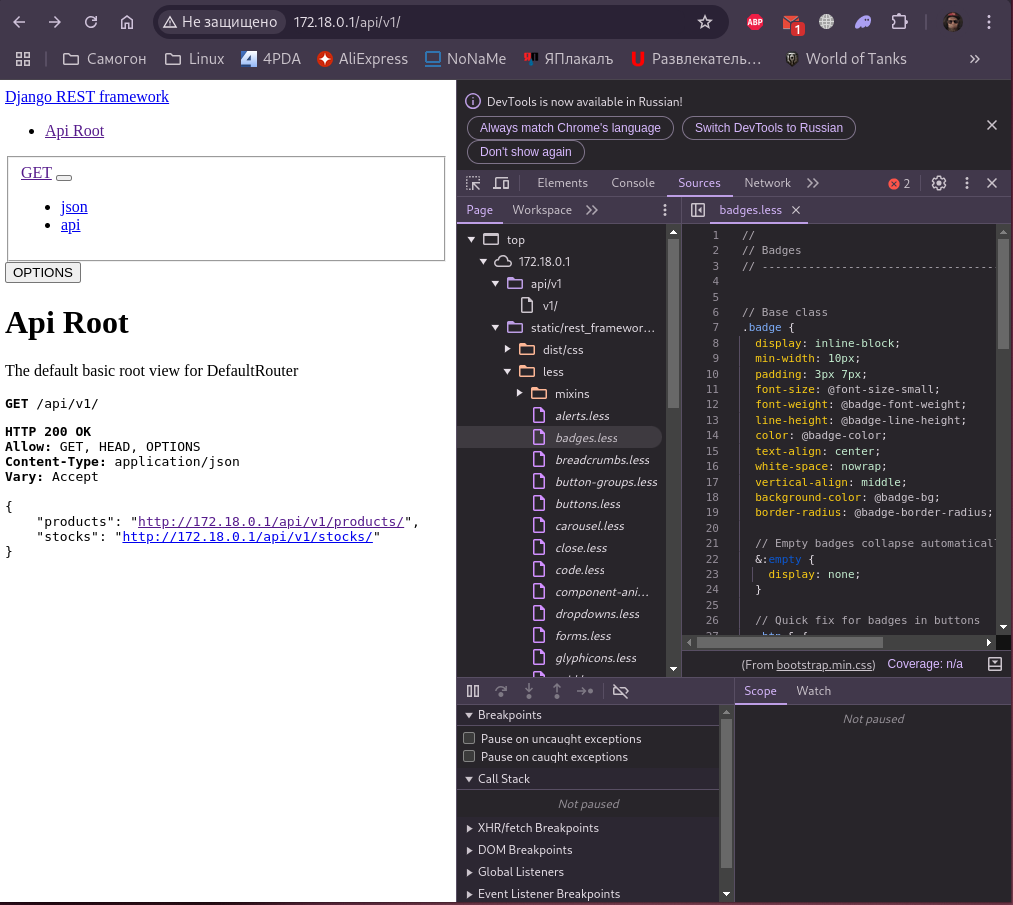 Не защищено 172.18.0.1/api/v1/
ABP 1
Самогон Linux 4PDA AliExpress NoNaMe ЯПлакалъ Развлекатель... World of Tanks »
Django REST framework
Api Root
GET
json
api
OPTIONS
Api Root
The default basic root view for DefaultRouter
GET /api/v1/
HTTP 200 OK
Allow: GET, HEAD, OPTIONS
Content-Type: application/json
Vary: Accept
{
"products": "http://172.18.0.1/api/v1/products/",
"stocks": "http://172.18.0.1/api/v1/stocks/"
}
DevTools is now available in Russian!
Always match Chrome's language Switch DevTools to Russian
Don't show again
Elements Console Sources Network 2
Page Workspace
top
172.18.0.1
api/v1
v1/
static/rest_framewor...
dist/css
less
mixins
alerts.less
badges.less
breadcrumbs.less
button-groups.less
buttons.less
carousel.less
close.less
code.less
component-ani...
dropdowns.less
forms.less
glyphicons.less
badges.less
1 //
2 // Badges
3 // -----------------------------------
4
5
6 // Base class
7 .badge {
8 display: inline-block;
9 min-width: 10px;
10 padding: 3px 7px;
11 font-size: @font-size-small;
12 font-weight: @badge-font-weight;
13 line-height: @badge-line-height;
14 color: @badge-color;
15 text-align: center;
16 white-space: nowrap;
17 vertical-align: middle;
18 background-color: @badge-bg;
19 border-radius: @badge-border-radius;
20
21 // Empty badges collapse automatical
22 &:empty {
23 display: none;
24 }
25
26 // Quick fix for badges in buttons
27 .btn & {
(From bootstrap.min.css) Coverage: n/a
Breakpoints
Pause on uncaught exceptions
Pause on caught exceptions
Call Stack
Not paused
XHR/fetch Breakpoints
DOM Breakpoints
Global Listeners
Event Listener Breakpoints
Scope Watch
Not paused